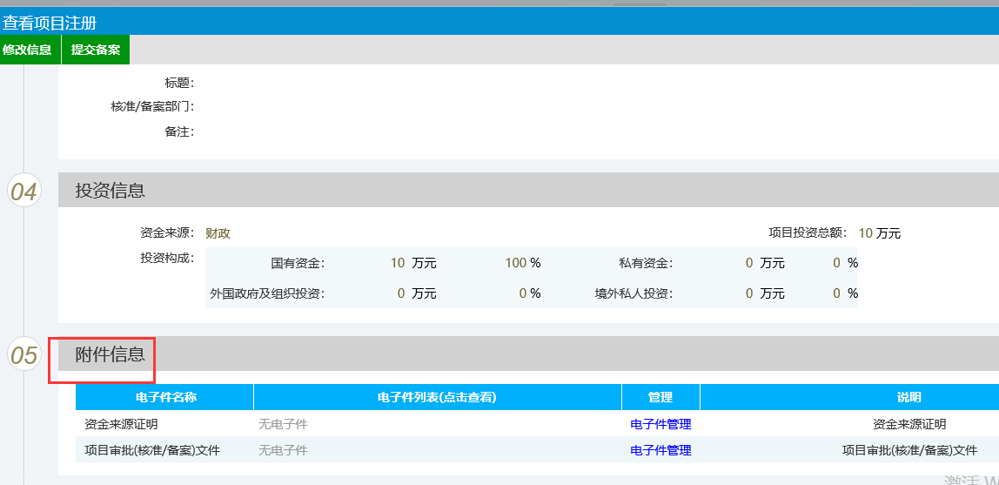 查看项目注册
修改信息 提交备案
标题：
核准/备案部门：
备注：
04 投资信息
资金来源： 财政 项目投资总额： 10 万元
投资构成： 国有资金： 10 万元 100 % 私有资金： 0 万元 0 %
外国政府及组织投资： 0 万元 0 % 境外私人投资： 0 万元 0 %
05 附件信息
电子件名称 电子件列表(点击查看) 管理 说明
资金来源证明 无电子件 电子件管理 资金来源证明
项目审批(核准/备案)文件 无电子件 电子件管理 项目审批(核准/备案)文件
激活 W